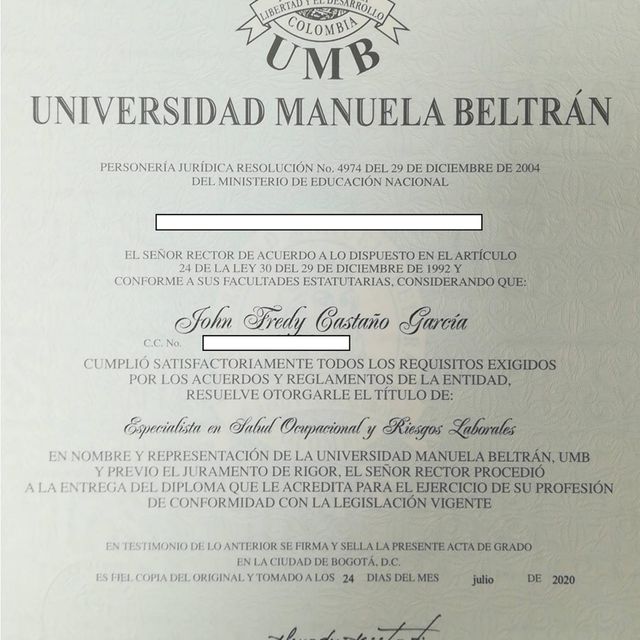 LIBERTAD Y EL DESARROLLO
COLOMBIA
UMB
UNIVERSIDAD MANUELA BELTRÁN
PERSONERÍA JURÍDICA RESOLUCIÓN No. 4974 DEL 29 DE DICIEMBRE DE 2004
DEL MINISTERIO DE EDUCACIÓN NACIONAL
EL SEÑOR RECTOR DE ACUERDO A LO DISPUESTO EN EL ARTÍCULO
24 DE LA LEY 30 DEL 29 DE DICIEMBRE DE 1992 Y
CONFORME A SUS FACULTADES ESTATUTARIAS, CONSIDERANDO QUE:
John Fredy Castaño García
C.C. No.
CUMPLIÓ SATISFACTORIAMENTE TODOS LOS REQUISITOS EXIGIDOS
POR LOS ACUERDOS Y REGLAMENTOS DE LA ENTIDAD,
RESUELVE OTORGARLE EL TÍTULO DE:
Especialista en Salud Ocupacional y Riesgos Laborales
EN NOMBRE Y REPRESENTACIÓN DE LA UNIVERSIDAD MANUELA BELTRÁN, UMB
Y PREVIO EL JURAMENTO DE RIGOR, EL SEÑOR RECTOR PROCEDIÓ
A LA ENTREGA DEL DIPLOMA QUE LE ACREDITA PARA EL EJERCICIO DE SU PROFESIÓN
DE CONFORMIDAD CON LA LEGISLACIÓN VIGENTE
EN TESTIMONIO DE LO ANTERIOR SE FIRMA Y SELLA LA PRESENTE ACTA DE GRADO
EN LA CIUDAD DE BOGOTÁ, D.C.
ES FIEL COPIA DEL ORIGINAL Y TOMADO A LOS 24 DIAS DEL MES julio DE 2020